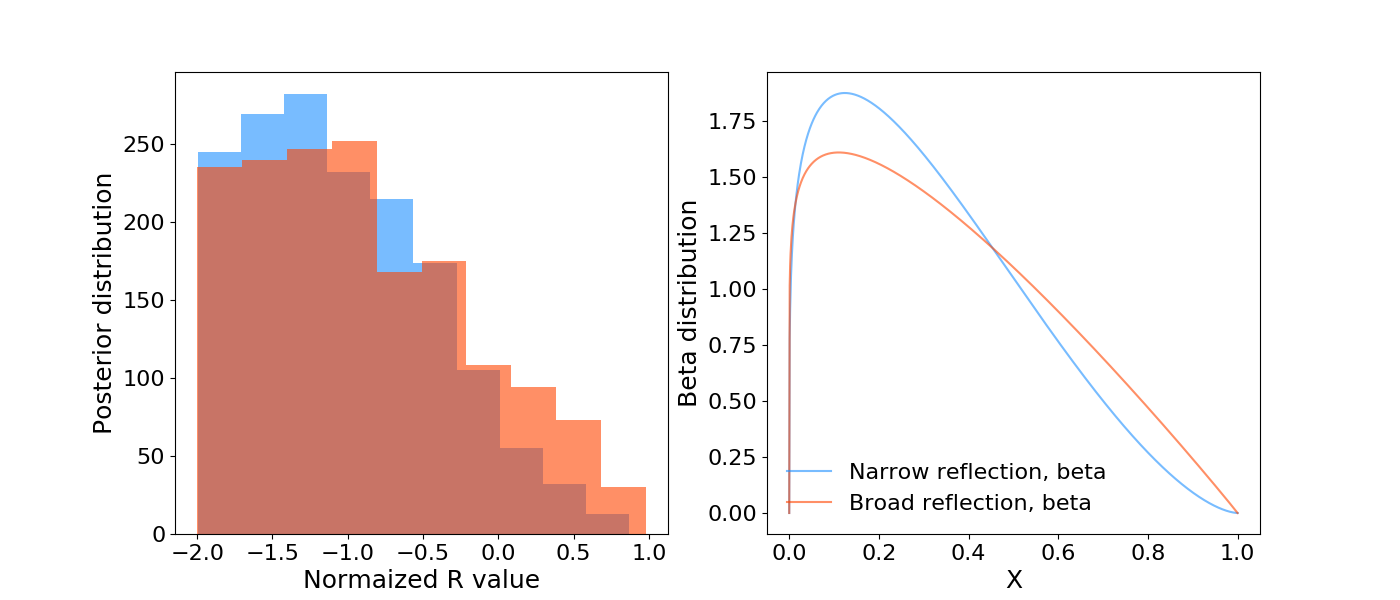 Posterior distribution
250
200
150
100
50
0
−2.0 −1.5 −1.0 −0.5 0.0 0.5 1.0
Normaized R value
Beta distribution
1.75
1.50
1.25
1.00
0.75
0.50
0.25
0.00
Narrow reflection, beta
Broad reflection, beta
0.0 0.2 0.4 0.6 0.8 1.0
X